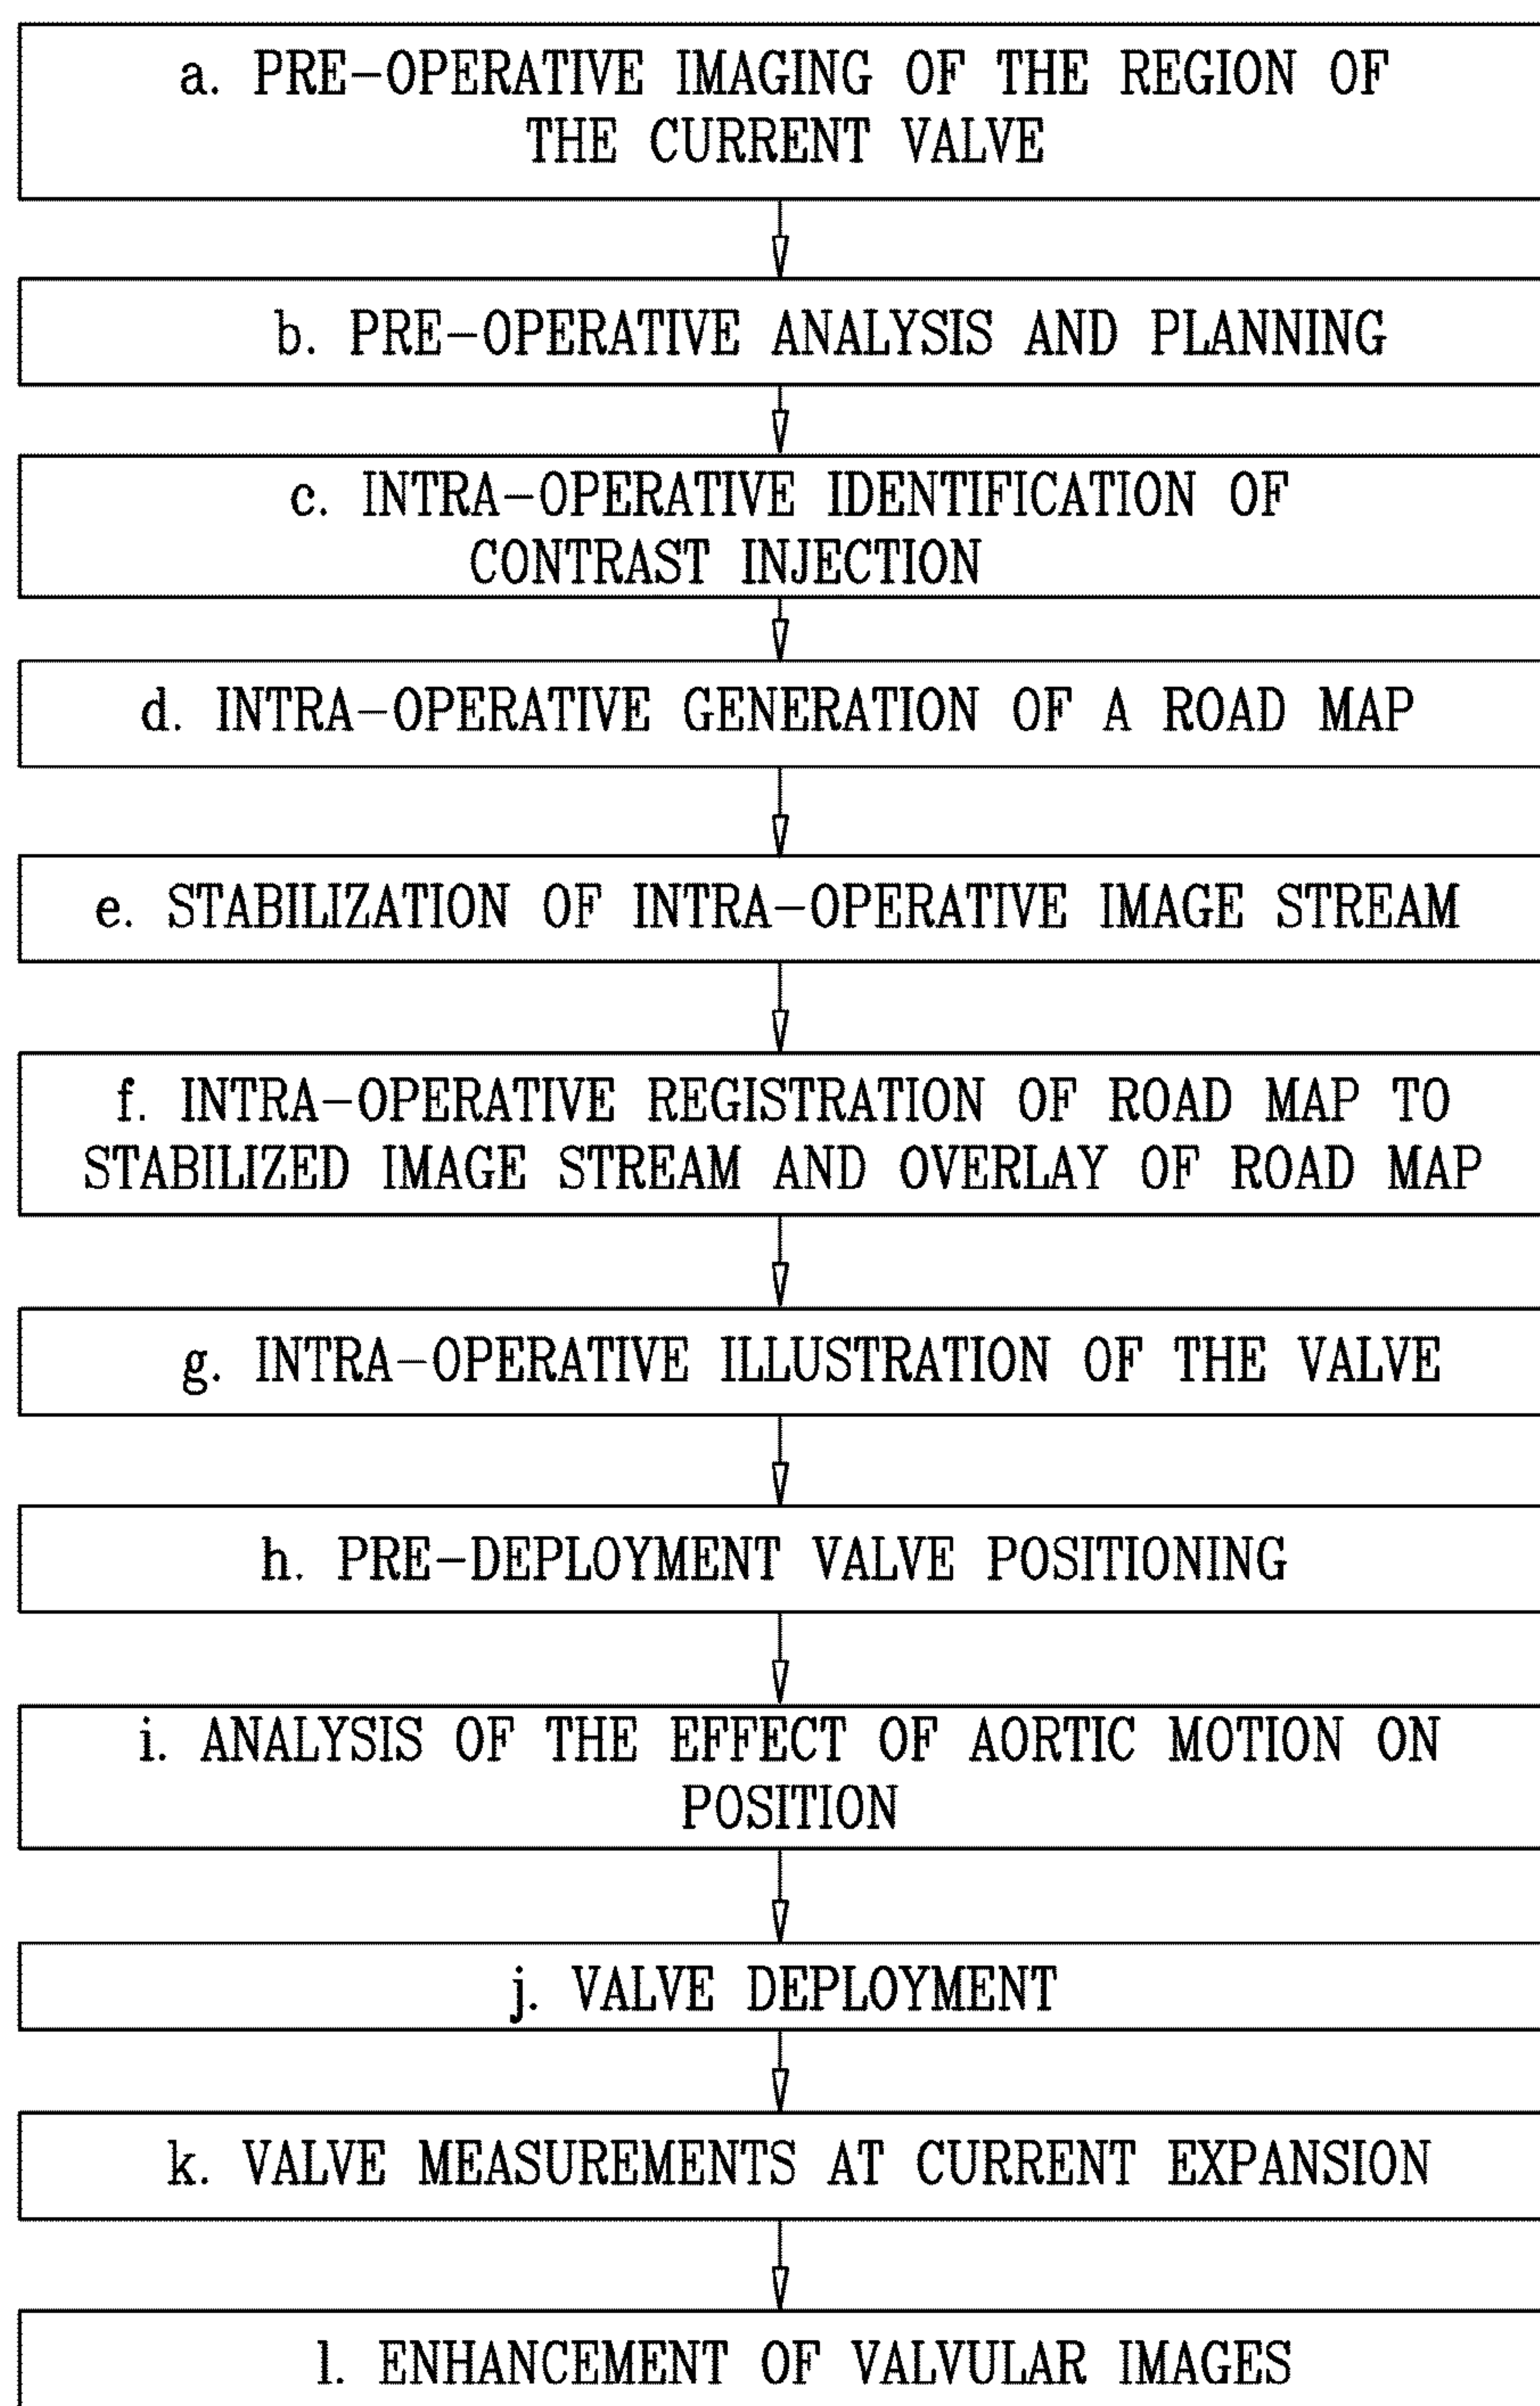 a. PRE-OPERATIVE IMAGING OF THE REGION OF
THE CURRENT VALVE
b. PRE-OPERATIVE ANALYSIS AND PLANNING
c. INTRA-OPERATIVE IDENTIFICATION OF
CONTRAST INJECTION
d. INTRA-OPERATIVE GENERATION OF A ROAD MAP
e. STABILIZATION OF INTRA-OPERATIVE IMAGE STREAM
f. INTRA-OPERATIVE REGISTRATION OF ROAD MAP TO
STABILIZED IMAGE STREAM AND OVERLAY OF ROAD MAP
g. INTRA-OPERATIVE ILLUSTRATION OF THE VALVE
h. PRE-DEPLOYMENT VALVE POSITIONING
i. ANALYSIS OF THE EFFECT OF AORTIC MOTION ON
POSITION
j. VALVE DEPLOYMENT
k. VALVE MEASUREMENTS AT CURRENT EXPANSION
l. ENHANCEMENT OF VALVULAR IMAGES